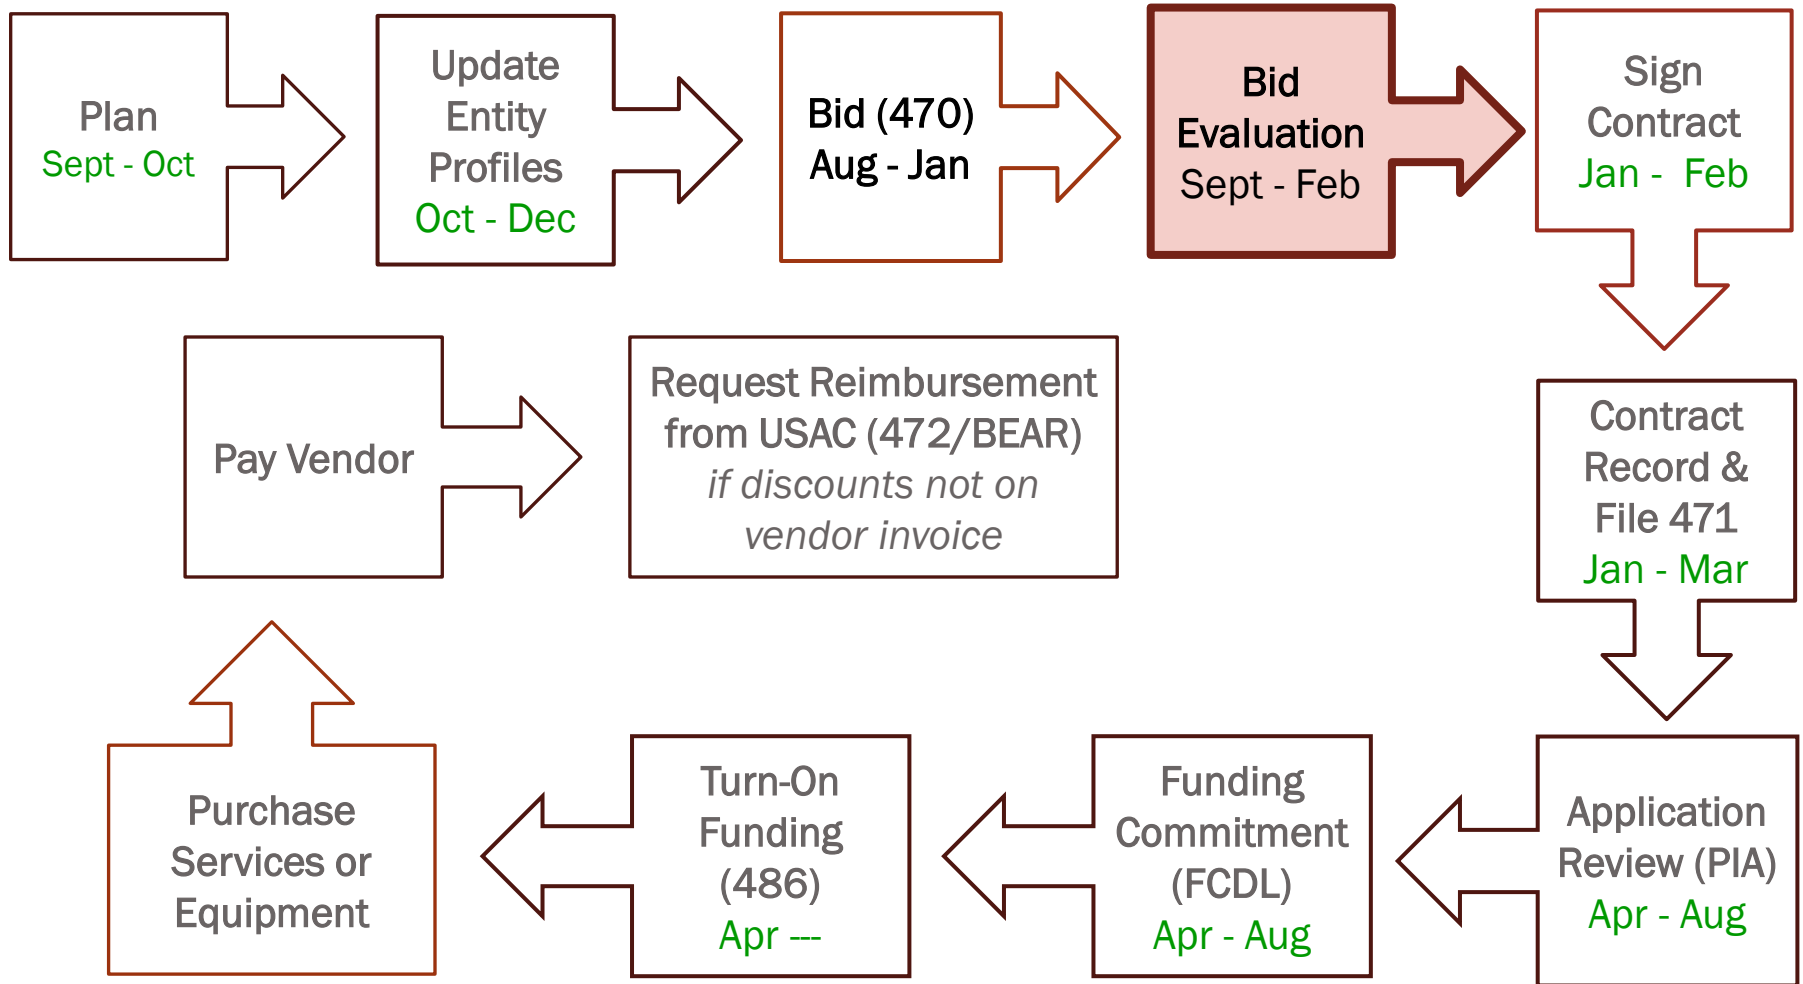 Plan
Sept - Oct
Update
Entity
Profiles
Oct - Dec
Bid (470)
Aug - Jan
Bid
Evaluation
Sept - Feb
Sign
Contract
Jan - Feb
Contract
Record &
File 471
Jan - Mar
Application
Review (PIA)
Apr - Aug
Funding
Commitment
(FCDL)
Apr - Aug
Turn-On
Funding
(486)
Apr ---
Purchase
Services or
Equipment
Pay Vendor
Request Reimbursement
from USAC (472/BEAR)
if discounts not on
vendor invoice